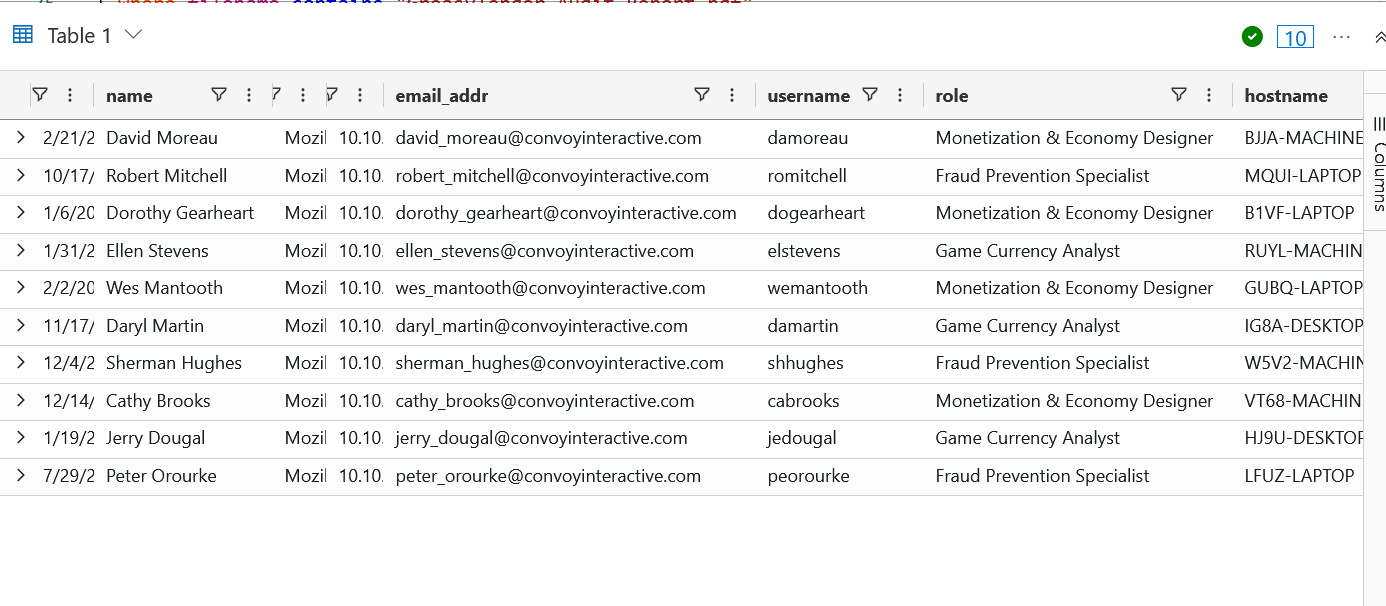 Table 1
10
name email_addr username role hostname
2/21/2 David Moreau Mozil 10.10. david_moreau@convoyinteractive.com damoreau Monetization & Economy Designer BJJA-MACHINE
10/17/ Robert Mitchell Mozil 10.10. robert_mitchell@convoyinteractive.com romitchell Fraud Prevention Specialist MQUI-LAPTOP
1/6/20 Dorothy Gearheart Mozil 10.10. dorothy_gearheart@convoyinteractive.com dogearheart Monetization & Economy Designer B1VF-LAPTOP
1/31/2 Ellen Stevens Mozil 10.10. ellen_stevens@convoyinteractive.com elstevens Game Currency Analyst RUYL-MACHIN
2/2/20 Wes Mantooth Mozil 10.10. wes_mantooth@convoyinteractive.com wemantooth Monetization & Economy Designer GUBQ-LAPTOP
11/17/ Daryl Martin Mozil 10.10. daryl_martin@convoyinteractive.com damartin Game Currency Analyst IG8A-DESKTOP
12/4/2 Sherman Hughes Mozil 10.10. sherman_hughes@convoyinteractive.com shhughes Fraud Prevention Specialist W5V2-MACHIN
12/14/ Cathy Brooks Mozil 10.10. cathy_brooks@convoyinteractive.com cabrooks Monetization & Economy Designer VT68-MACHIN
1/19/2 Jerry Dougal Mozil 10.10. jerry_dougal@convoyinteractive.com jedougal Game Currency Analyst HJ9U-DESKTOP
7/29/2 Peter Orourke Mozil 10.10. peter_orourke@convoyinteractive.com peorourke Fraud Prevention Specialist LFUZ-LAPTOP
Columns